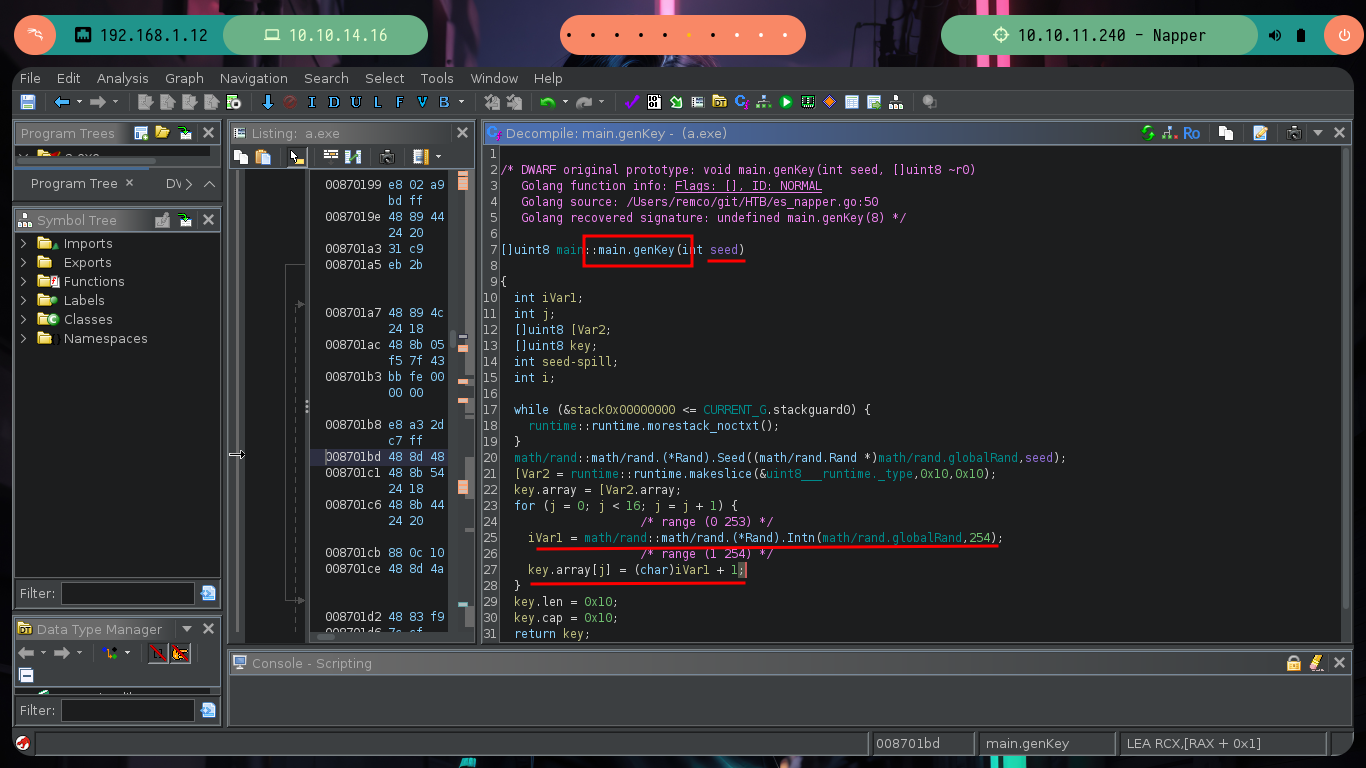 192.168.1.12
10.10.14.16
10.10.11.240 - Napper
File Edit Analysis Graph Navigation Search Select Tools Window Help
I D U L F V B
Program Trees
Program Tree
Symbol Tree
Imports
Exports
Functions
Labels
Classes
Namespaces
Filter:
Data Type Manager
Filter:
Listing: a.exe
00870199 e8 02 a9
bd ff
0087019e 48 89 44
24 20
008701a3 31 c9
008701a5 eb 2b
008701a7 48 89 4c
24 18
008701ac 48 8b 05
f5 7f 43
008701b3 bb fe 00
00 00
008701b8 e8 a3 2d
c7 ff
008701bd 48 8d 48
008701c1 48 8b 54
24 18
008701c6 48 8b 44
24 20
008701cb 88 0c 10
008701ce 48 8d 4a
008701d2 48 83 f9
Decompile: main.genKey - (a.exe)
Ro
1
2 /* DWARF original prototype: void main.genKey(int seed, []uint8 ~r0)
3 Golang function info: Flags: [], ID: NORMAL
4 Golang source: /Users/remco/git/HTB/es_napper.go:50
5 Golang recovered signature: undefined main.genKey(8) */
6
7 []uint8 main::main.genKey(int seed)
8
9 {
10 int iVar1;
11 int j;
12 []uint8 [Var2;
13 []uint8 key;
14 int seed-spill;
15 int i;
16
17 while (&stack0x00000000 <= CURRENT_G.stackguard0) {
18 runtime::runtime.morestack_noctxt();
19 }
20 math/rand::math/rand.(*Rand).Seed((math/rand.Rand *)math/rand.globalRand,seed);
21 [Var2 = runtime::runtime.makeslice(&uint8___runtime._type,0x10,0x10);
22 key.array = [Var2.array;
23 for (j = 0; j < 16; j = j + 1) {
24 /* range (0 253) */
25 iVar1 = math/rand::math/rand.(*Rand).Intn(math/rand.globalRand,254);
26 /* range (1 254) */
27 key.array[j] = (char)iVar1 + 1;
28 }
29 key.len = 0x10;
30 key.cap = 0x10;
31 return key;
Console - Scripting
008701bd
main.genKey
LEA RCX,[RAX + 0x1]